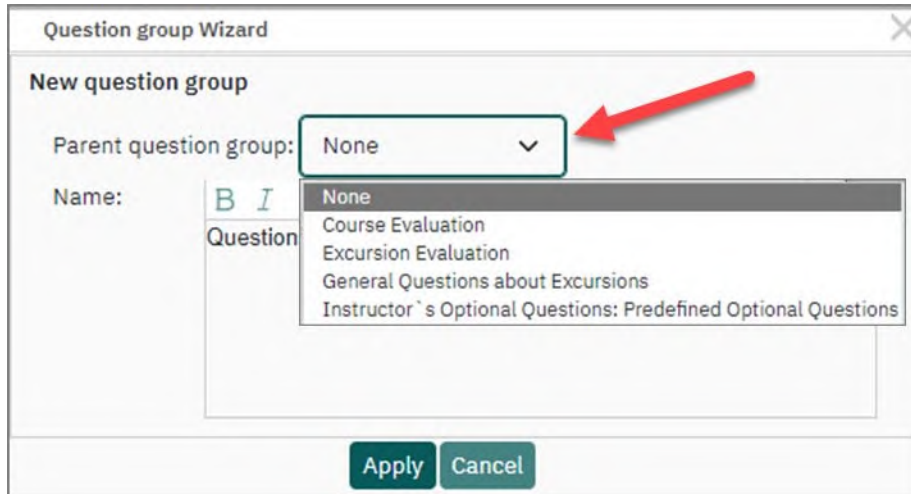 Question group Wizard
New question group
Parent question group: None
Name: B I
Question
None
Course Evaluation
Excursion Evaluation
General Questions about Excursions
Instructor`s Optional Questions: Predefined Optional Questions
Apply Cancel